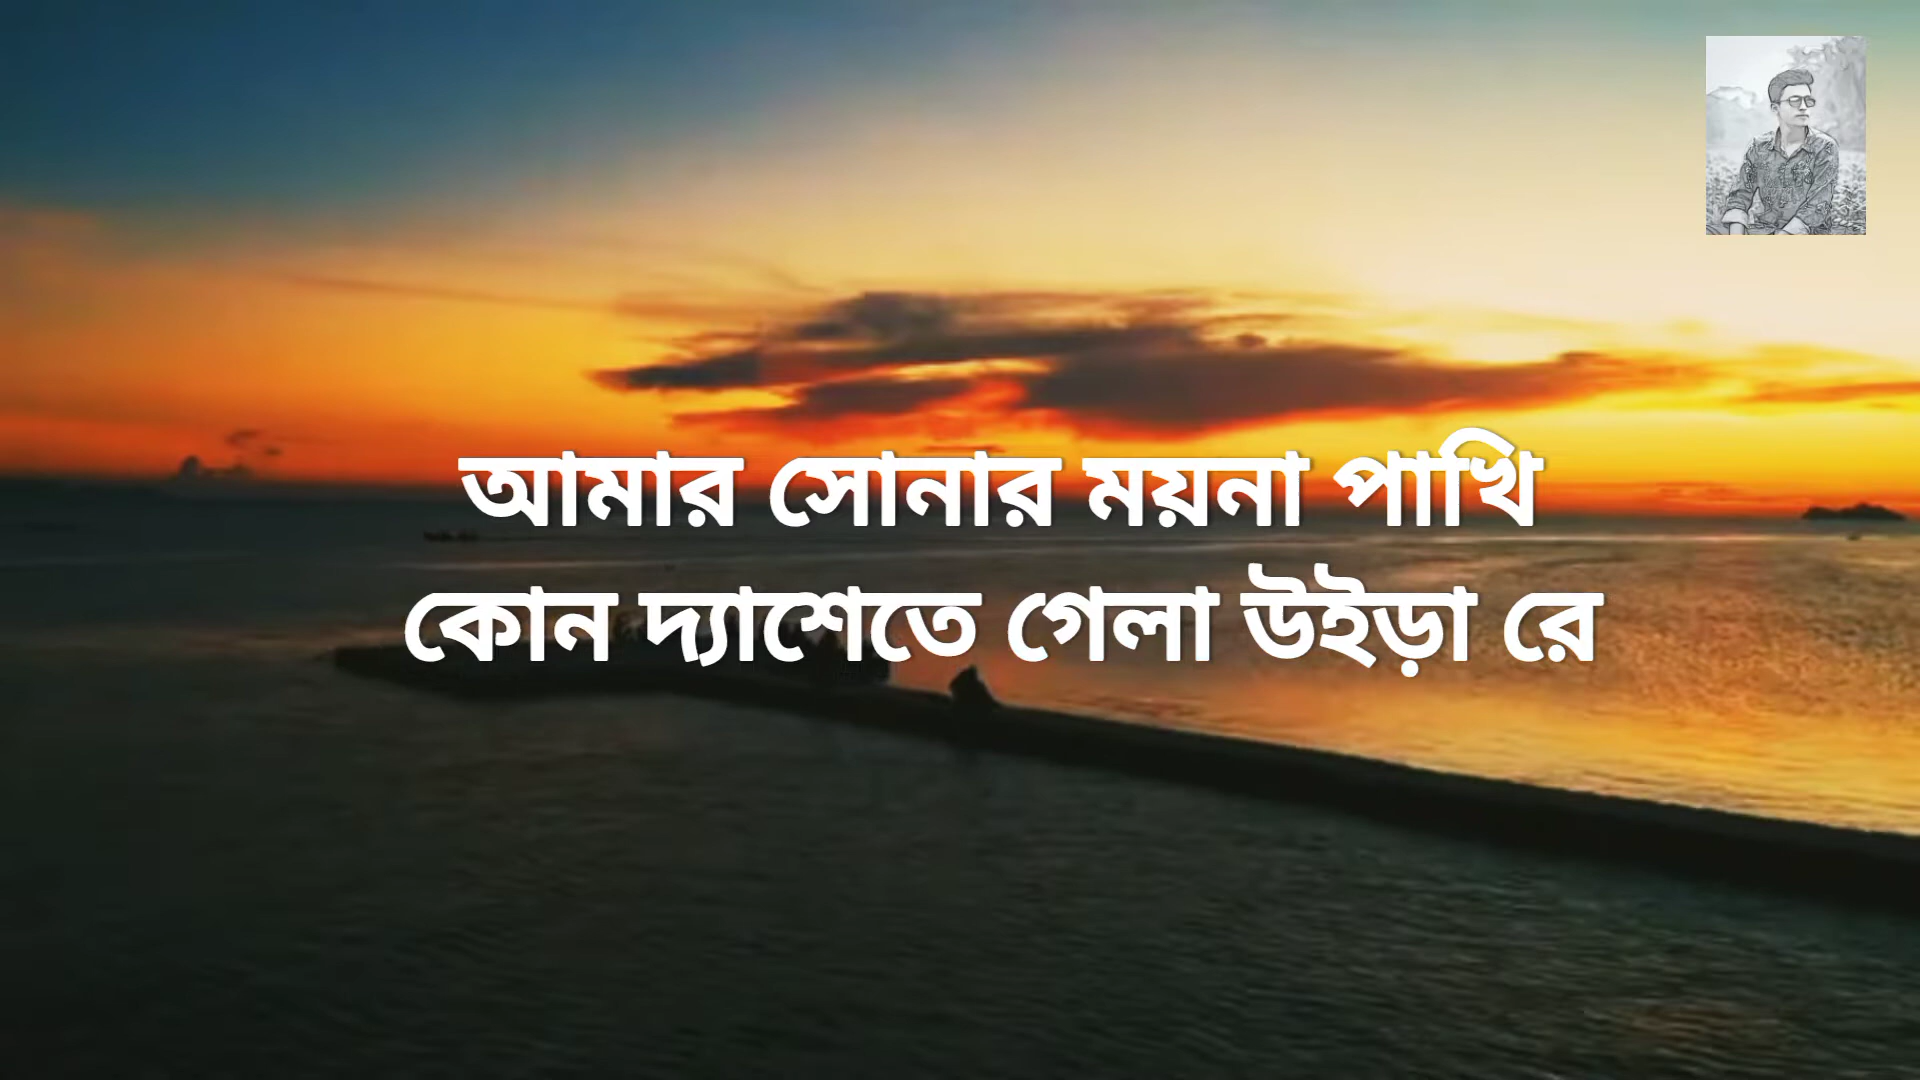 আমার সোনার ময়না পাখি
কোন দ্যাশেতে গেলা উইড়া রে